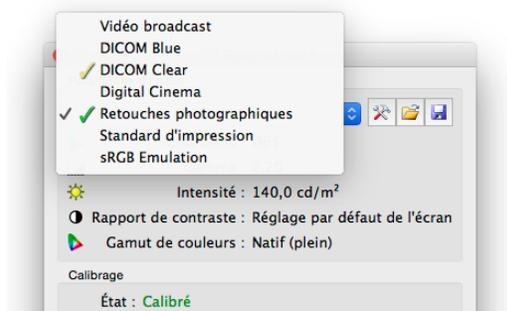 Vidéo broadcast
DICOM Blue
DICOM Clear
Digital Cinema
Retouches photographiques
Standard d'impression
sRGB Emulation
Intensité : 140,0 cd/m²
Rapport de contraste : Réglage par défaut de l'écran
Gamut de couleurs : Natif (plein)
Calibrage
État : Calibré